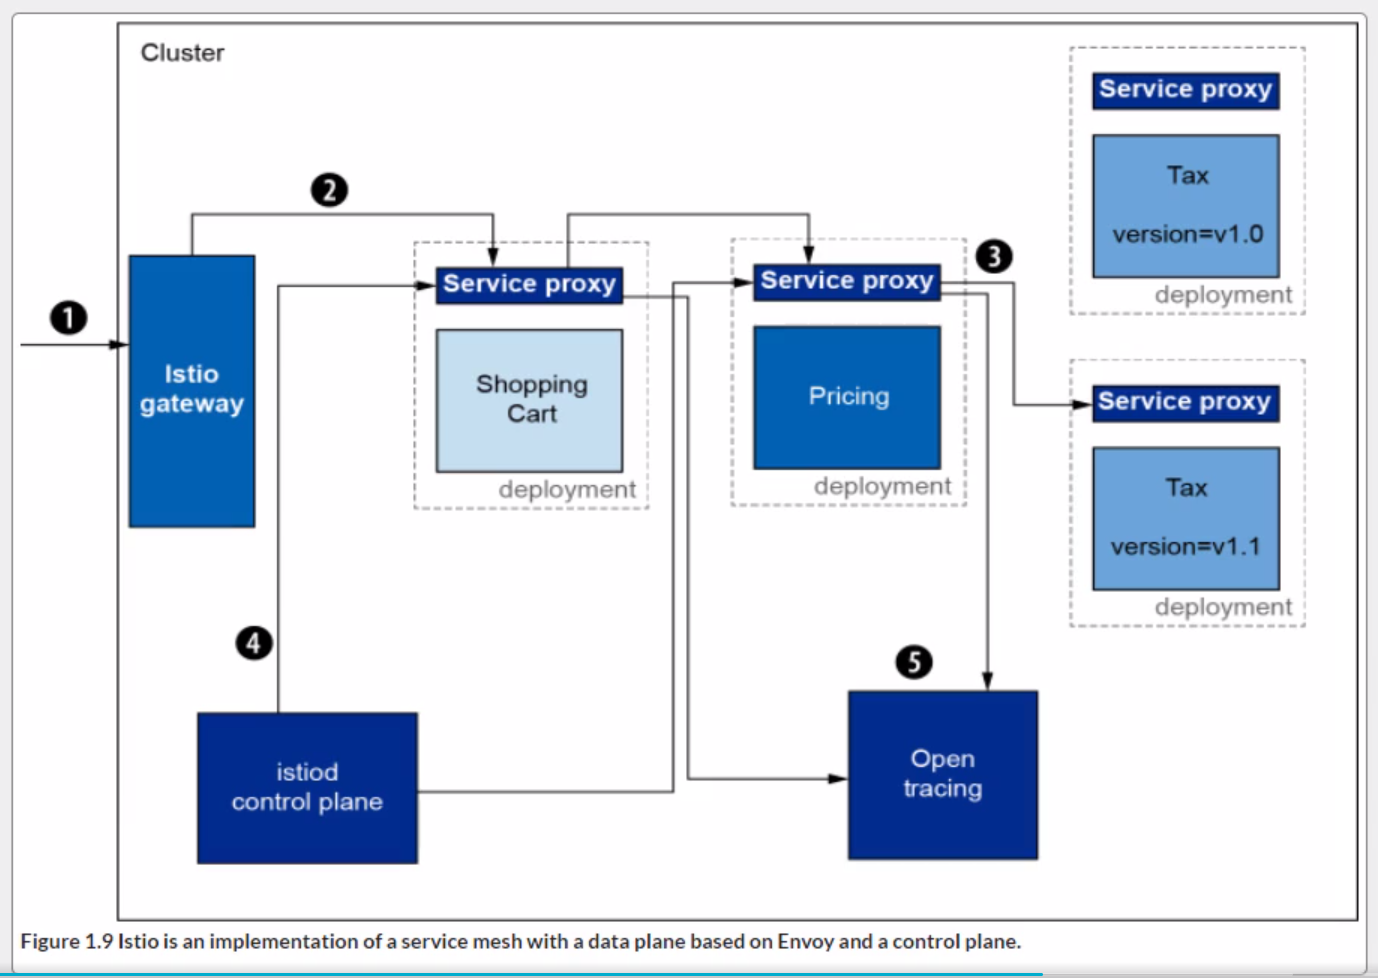 Cluster
Service proxy
Tax
version=v1.0
deployment
2
3
1
Istio
gateway
Service proxy
Shopping
Cart
deployment
Service proxy
Pricing
deployment
Service proxy
Tax
version=v1.1
deployment
4
5
istiod
control plane
Open
tracing
Figure 1.9 Istio is an implementation of a service mesh with a data plane based on Envoy and a control plane.